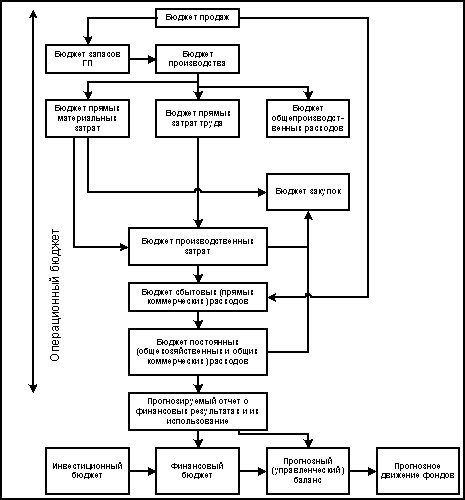 Бюджет продаж
Бюджет запасов
ГП
Бюджет
производства
Бюджет прямых
материальных
затрат
Бюджет прямых
затрат труда
Бюджет
общепроизводст-
венных расходов
Бюджет закупок
Операционный бюджет
Бюджет производственных
затрат
Бюджет сбытовых (прямых
коммерческих) расходов
Бюджет постоянных
(общехозяйственных и общих
коммерческих) расходов
Прогнозируемый отчет о
финансовых результатах и их
использование
Инвестиционный
бюджет
Финансовый
бюджет
Прогнозный
(управленческий)
баланс
Прогнозное
движение фондов